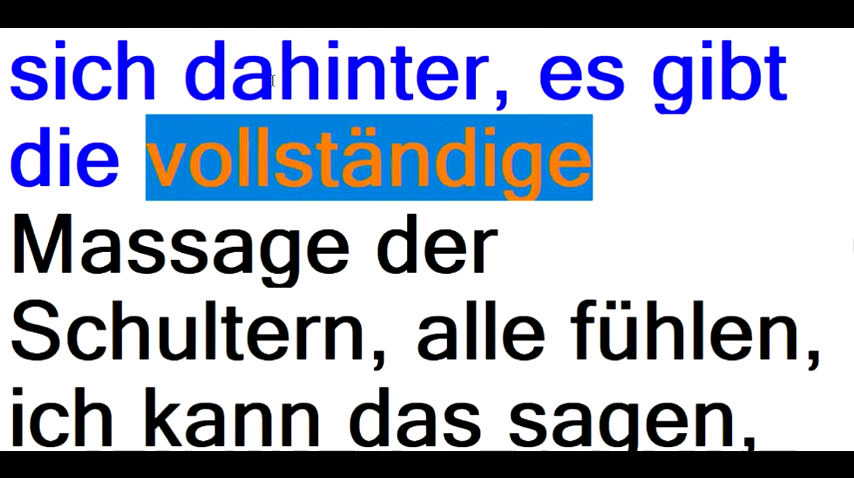 sich dahinter, es gibt
die vollständige
Massage der
Schultern, alle fühlen,
ich kann das sagen,